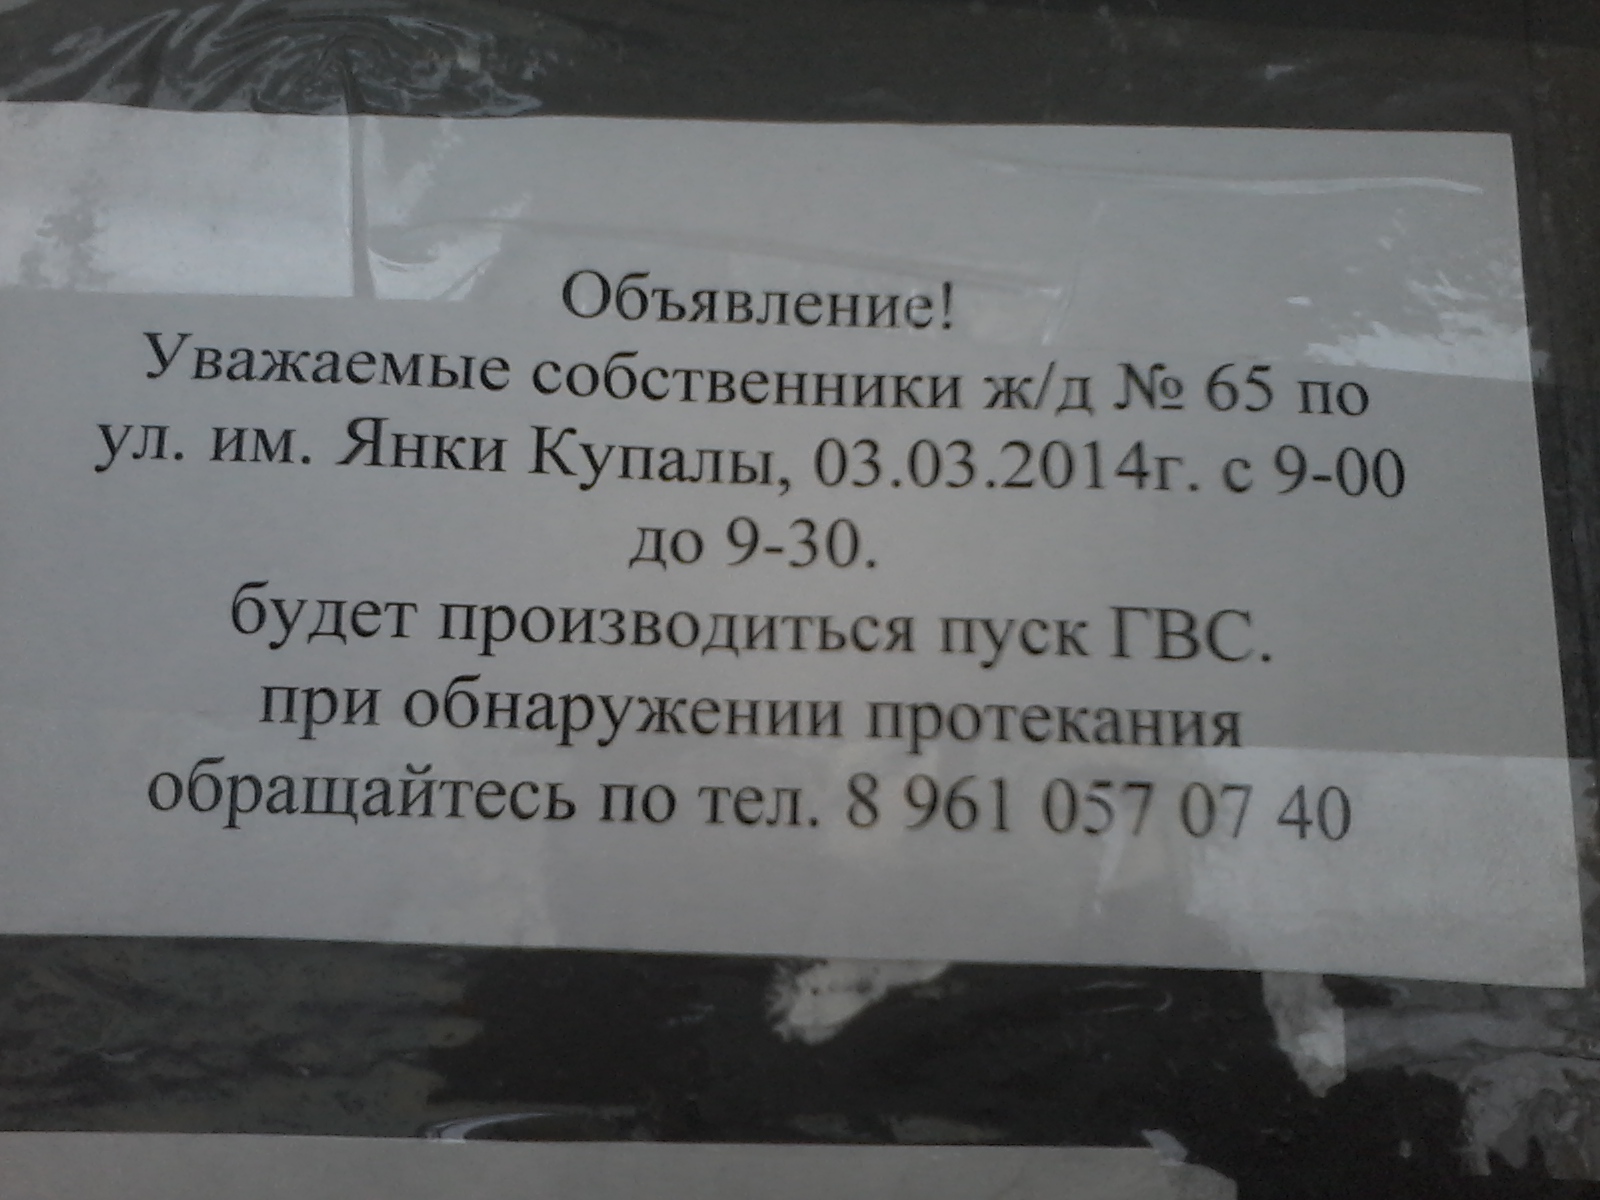 Объявление!
Уважаемые собственники ж/д № 65 по
ул. им. Янки Купалы, 03.03.2014г. с 9-00
до 9-30.
будет производиться пуск ГВС.
при обнаружении протекания
обращайтесь по тел. 8 961 057 07 40